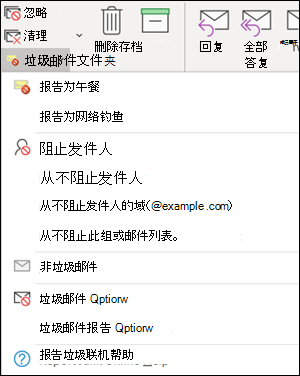 忽略
清理
删除存档
回复
全部
答复
垃圾邮件文件夹
报告为午餐
报告为网络钓鱼
阻止发件人
从不阻止发件人
从不阻止发件人的域(@example.com)
从不阻止此组或邮件列表。
非垃圾邮件
垃圾邮件 Qptiorw
垃圾邮件报告 Qptiorw
报告垃圾联机帮助